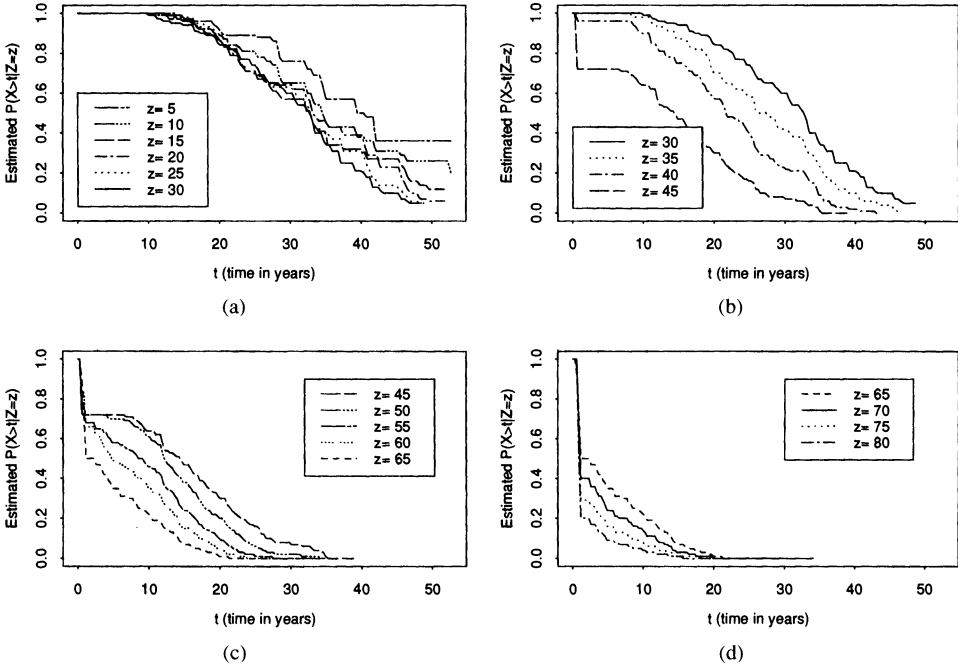 Estimated P(X>t|Z=z)
1.0
0.8
0.6
0.4
0.2
0.0
z= 5
z= 10
z= 15
z= 20
z= 25
z= 30
0 10 20 30 40 50
t (time in years)
(a)
Estimated P(X>t|Z=z)
1.0
0.8
0.6
0.4
0.2
0.0
z= 30
z= 35
z= 40
z= 45
0 10 20 30 40 50
t (time in years)
(b)
Estimated P(X>t|Z=z)
1.0
0.8
0.6
0.4
0.2
0.0
z= 45
z= 50
z= 55
z= 60
z= 65
0 10 20 30 40 50
t (time in years)
(c)
Estimated P(X>t|Z=z)
1.0
0.8
0.6
0.4
0.2
0.0
z= 65
z= 70
z= 75
z= 80
0 10 20 30 40 50
t (time in years)
(d)